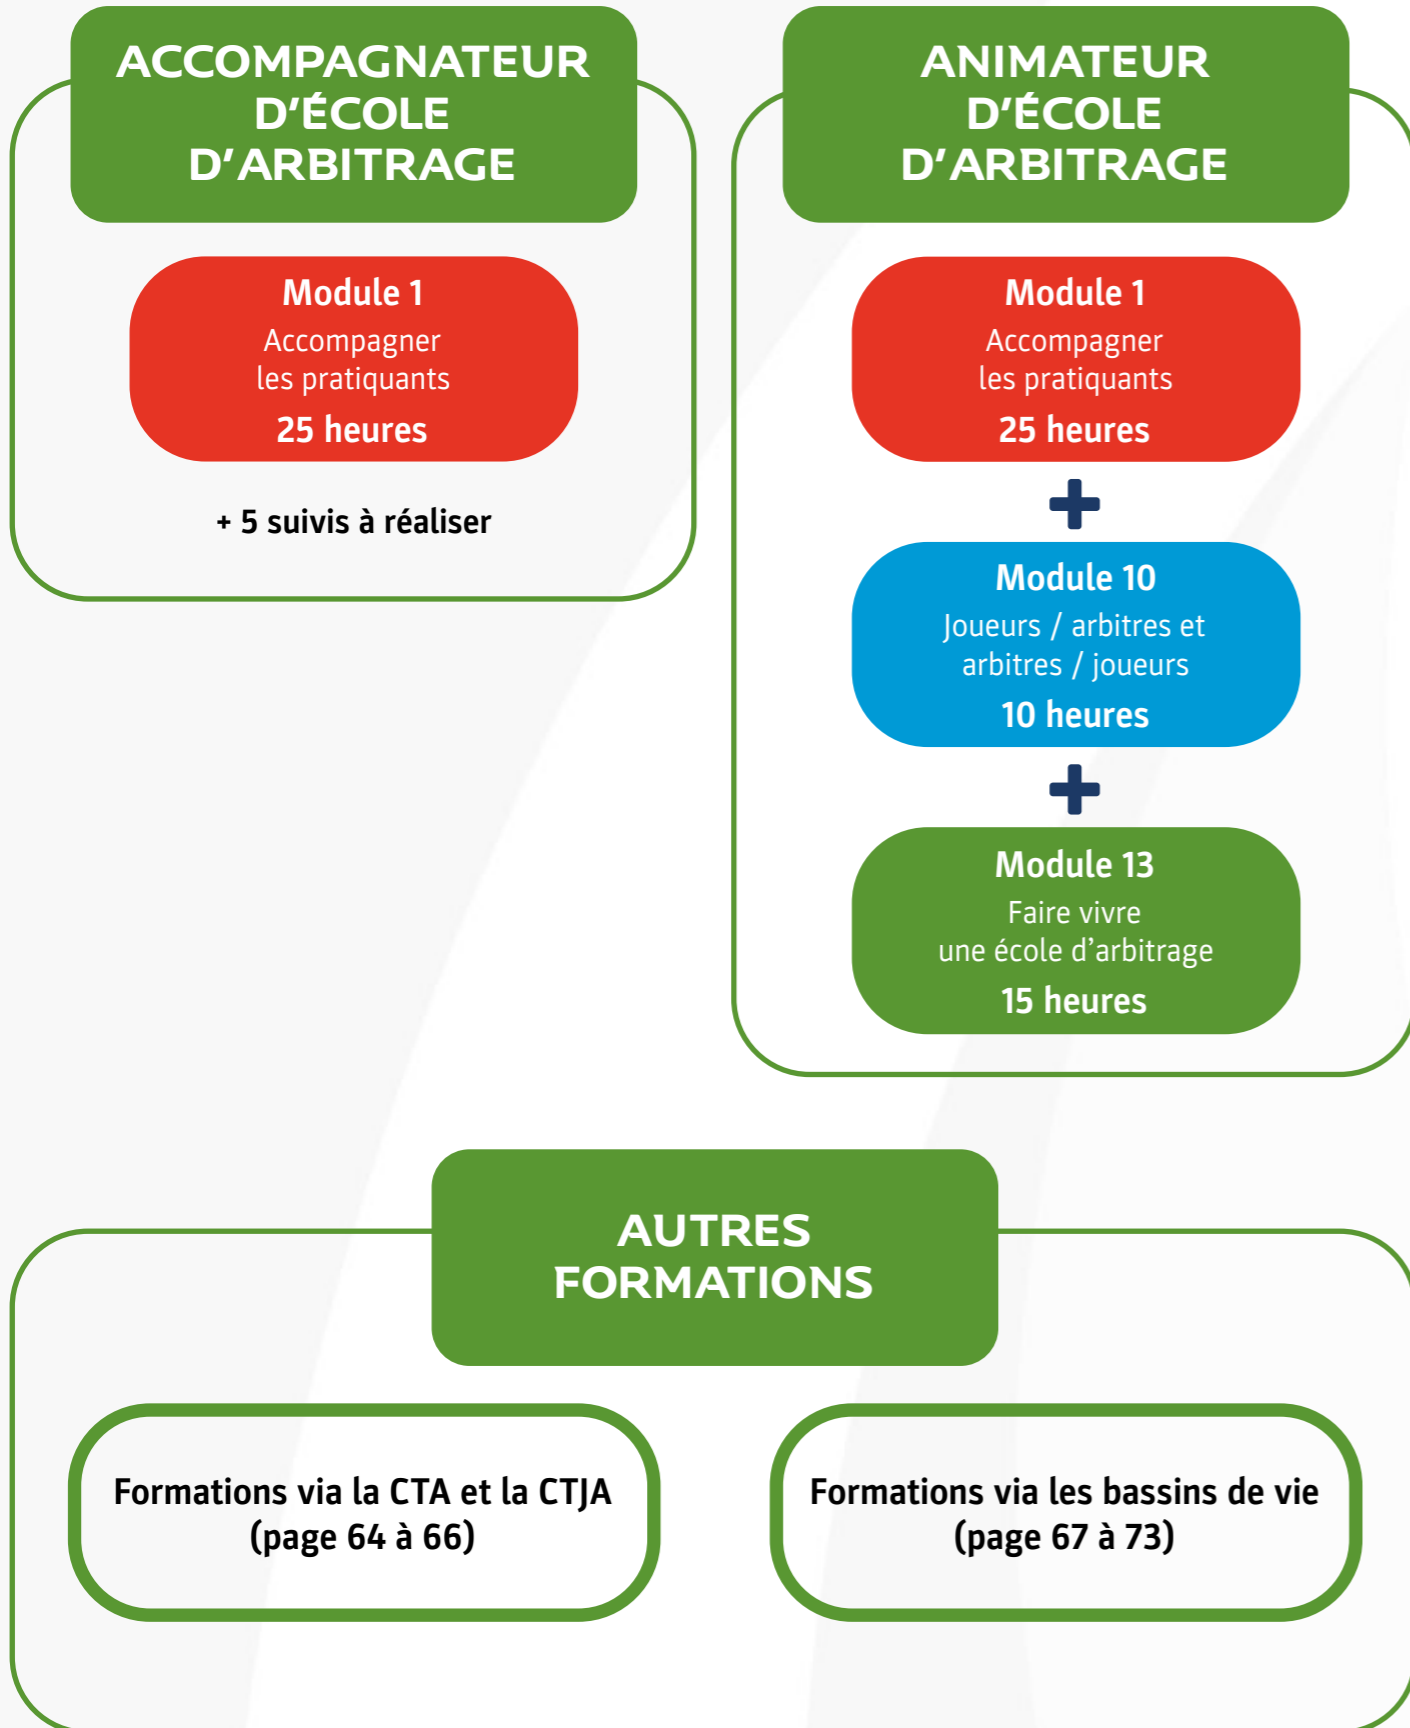 ACCOMPAGNATEUR
D'ÉCOLE
D'ARBITRAGE
Module 1
Accompagner
les pratiquants
25 heures
+ 5 suivis à réaliser
ANIMATEUR
D'ÉCOLE
D'ARBITRAGE
Module 1
Accompagner
les pratiquants
25 heures
+
Module 10
Joueurs / arbitres et
arbitres / joueurs
10 heures
+
Module 13
Faire vivre
une école d’arbitrage
15 heures
AUTRES
FORMATIONS
Formations via la CTA et la CTJA
(page 64 à 66)
Formations via les bassins de vie
(page 67 à 73)